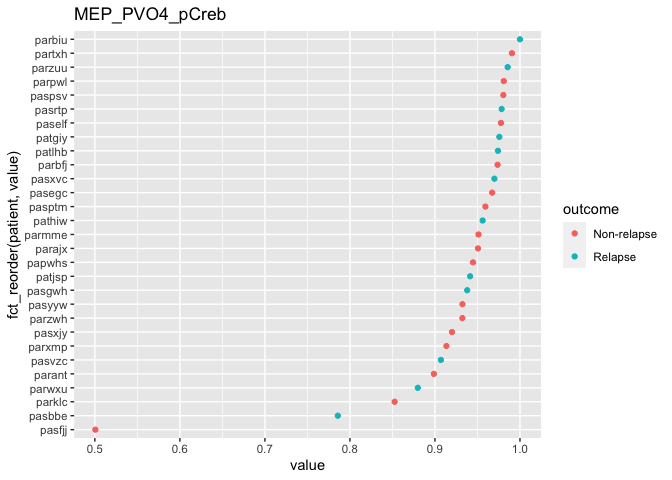 MEP_PVO4_pCreb
fct_reorder(patient, value)
parbiu
partxh
parzuu
parpwl
paspsv
pasrtp
paself
patgiy
patlhb
parbfj
pasxvc
pasegc
pasptm
pathiw
parmme
parajx
papwhs
patjsp
pasgwh
pasyyw
parzwh
pasxjy
parxmp
pasvzc
parant
parwxu
parklc
pasbbe
pasfjj
0.5 0.6 0.7 0.8 0.9 1.0
value
outcome
Non-relapse
Relapse